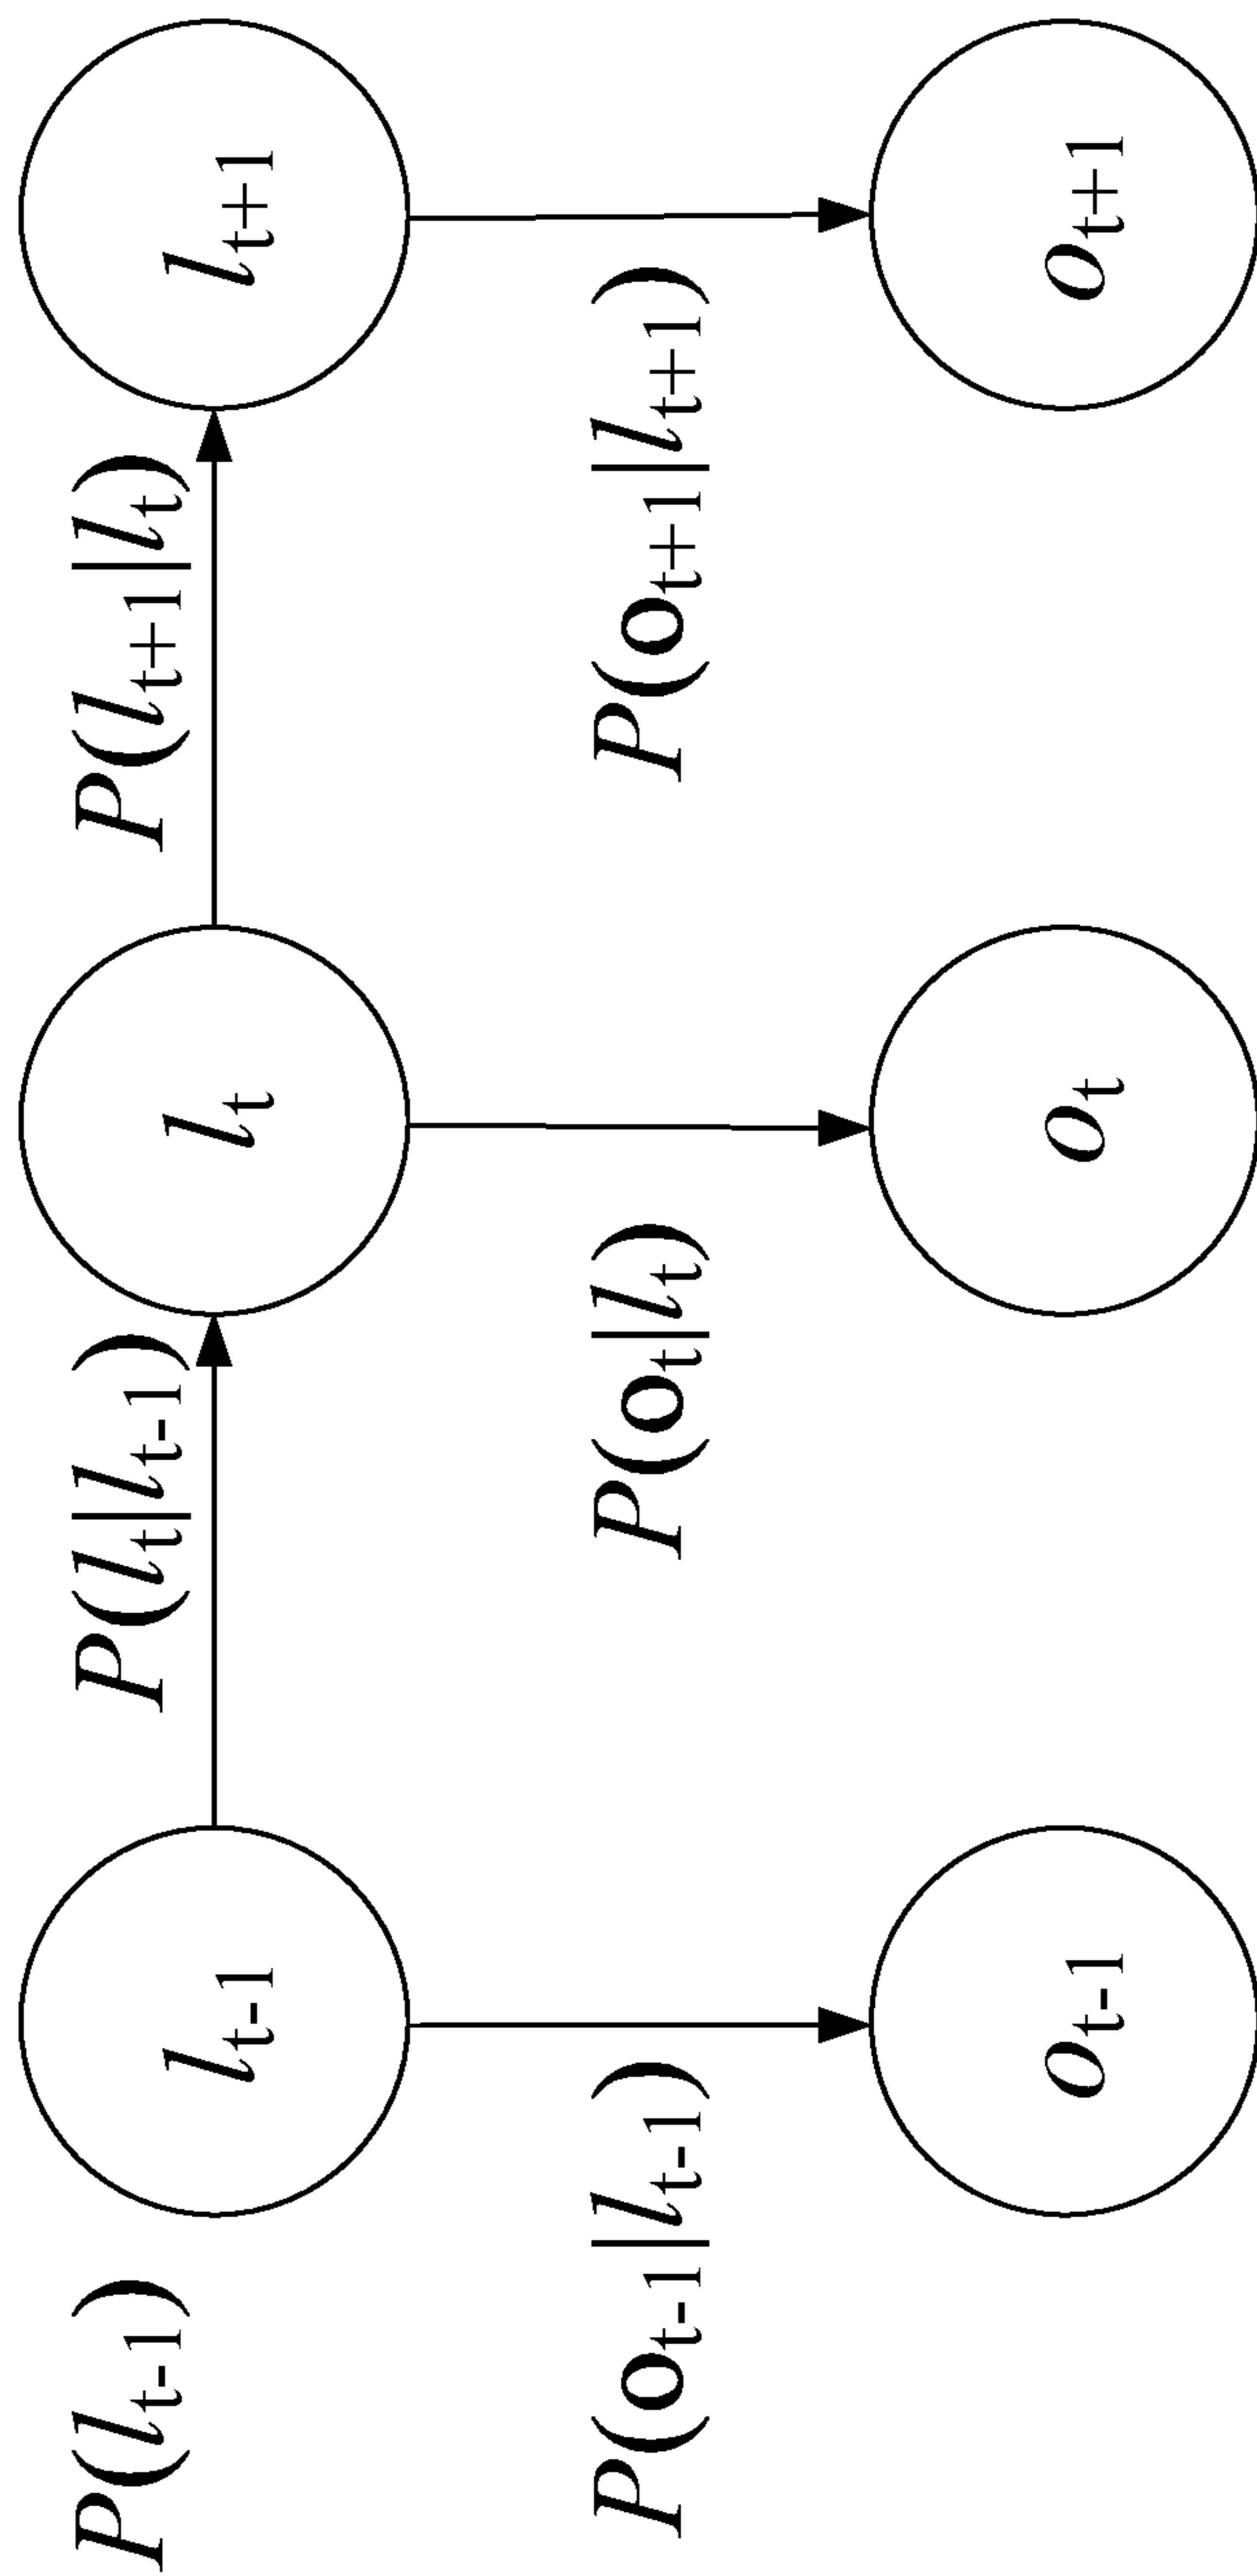 P(l_{t-1})
P(l_t|l_{t-1})
P(l_{t+1}|l_t)
l_{t-1}
l_t
l_{t+1}
P(o_{t-1}|l_{t-1})
P(o_t|l_t)
P(o_{t+1}|l_{t+1})
o_{t-1}
o_t
o_{t+1}